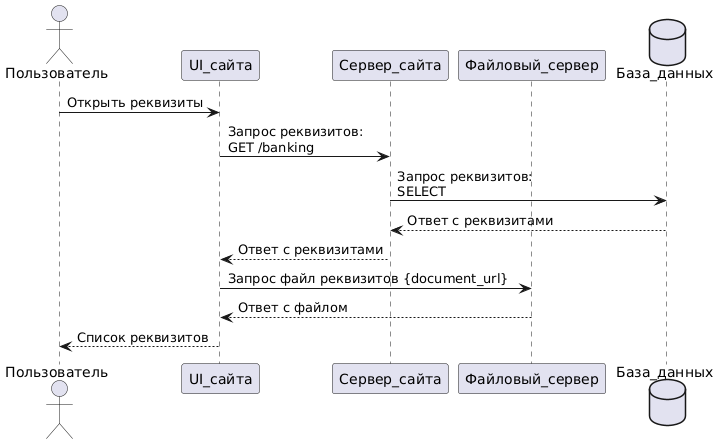 Пользователь
UI_сайта
Сервер_сайта
Файловый_сервер
База_данных
Открыть реквизиты
Запрос реквизитов:
GET /banking
Запрос реквизитов:
SELECT
Ответ с реквизитами
Ответ с реквизитами
Запрос файл реквизитов {document_url}
Ответ с файлом
Список реквизитов
Пользователь
UI_сайта
Сервер_сайта
Файловый_сервер
База_данных